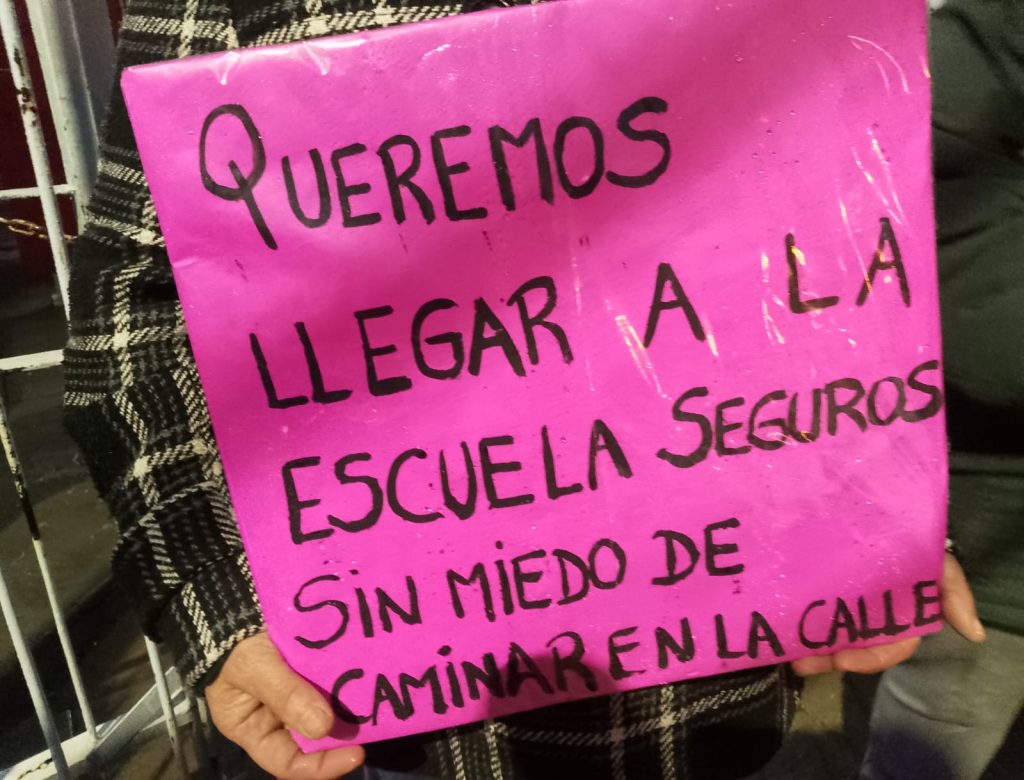 QUEREMOS
LLEGAR A LA
ESCUELA SEGUROS
SIN MIEDO DE
CAMINAR EN LA CALLE